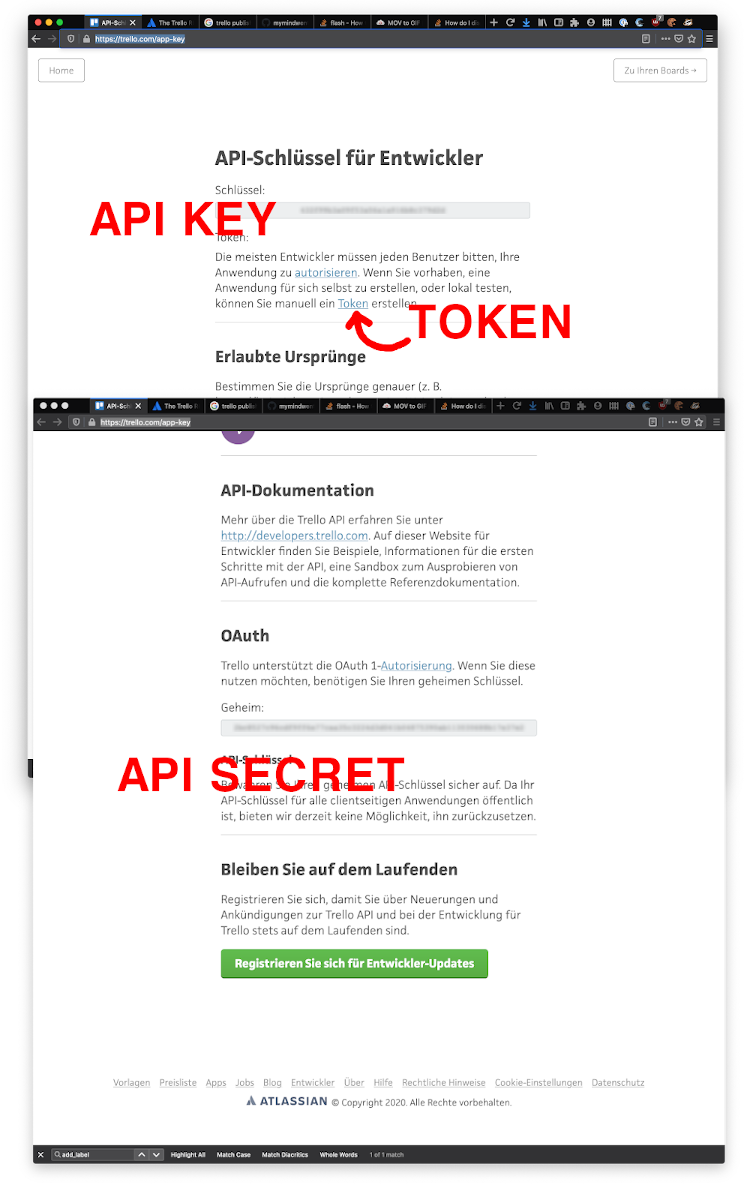 API-Schl
The Trello R
trello publis
mymindwen
flash - How
MOV to GIF
How do I dis
https://trello.com/app-key
Home
Zu Ihren Boards →
API-Schlüssel für Entwickler
Schlüssel:
API KEY
Token:
Die meisten Entwickler müssen jeden Benutzer bitten, Ihre
Anwendung zu autorisieren. Wenn Sie vorhaben, eine
Anwendung für sich selbst zu erstellen, oder lokal testen,
können Sie manuell ein Token erstellen
TOKEN
Erlaubte Ursprünge
Bestimmen Sie die Ursprünge genauer (z. B.
API-Schl
The Trello R
trello publis
mymindwen
flash - How
MOV to GIF
How do I dis
https://trello.com/app-key
API-Dokumentation
Mehr über die Trello API erfahren Sie unter
http://developers.trello.com. Auf dieser Website für
Entwickler finden Sie Beispiele, Informationen für die ersten
Schritte mit der API, eine Sandbox zum Ausprobieren von
API-Aufrufen und die komplette Referenzdokumentation.
OAuth
Trello unterstützt die OAuth 1-Autorisierung. Wenn Sie diese
nutzen möchten, benötigen Sie Ihren geheimen Schlüssel.
Geheim:
API-Schlüssel
API SECRET
Bewahren Sie Ihren geheimen API-Schlüssel sicher auf. Da Ihr
API-Schlüssel für alle clientseitigen Anwendungen öffentlich
ist, bieten wir derzeit keine Möglichkeit, ihn zurückzusetzen.
Bleiben Sie auf dem Laufenden
Registrieren Sie sich, damit Sie über Neuerungen und
Ankündigungen zur Trello API und bei der Entwicklung für
Trello stets auf dem Laufenden sind.
Registrieren Sie sich für Entwickler-Updates
Vorlagen Preisliste Apps Jobs Blog Entwickler Über Hilfe Rechtliche Hinweise Cookie-Einstellungen Datenschutz
ATLASSIAN © Copyright 2020. Alle Rechte vorbehalten.
add_label Highlight All Match Case Match Diacritics Whole Words 1 of 1 match